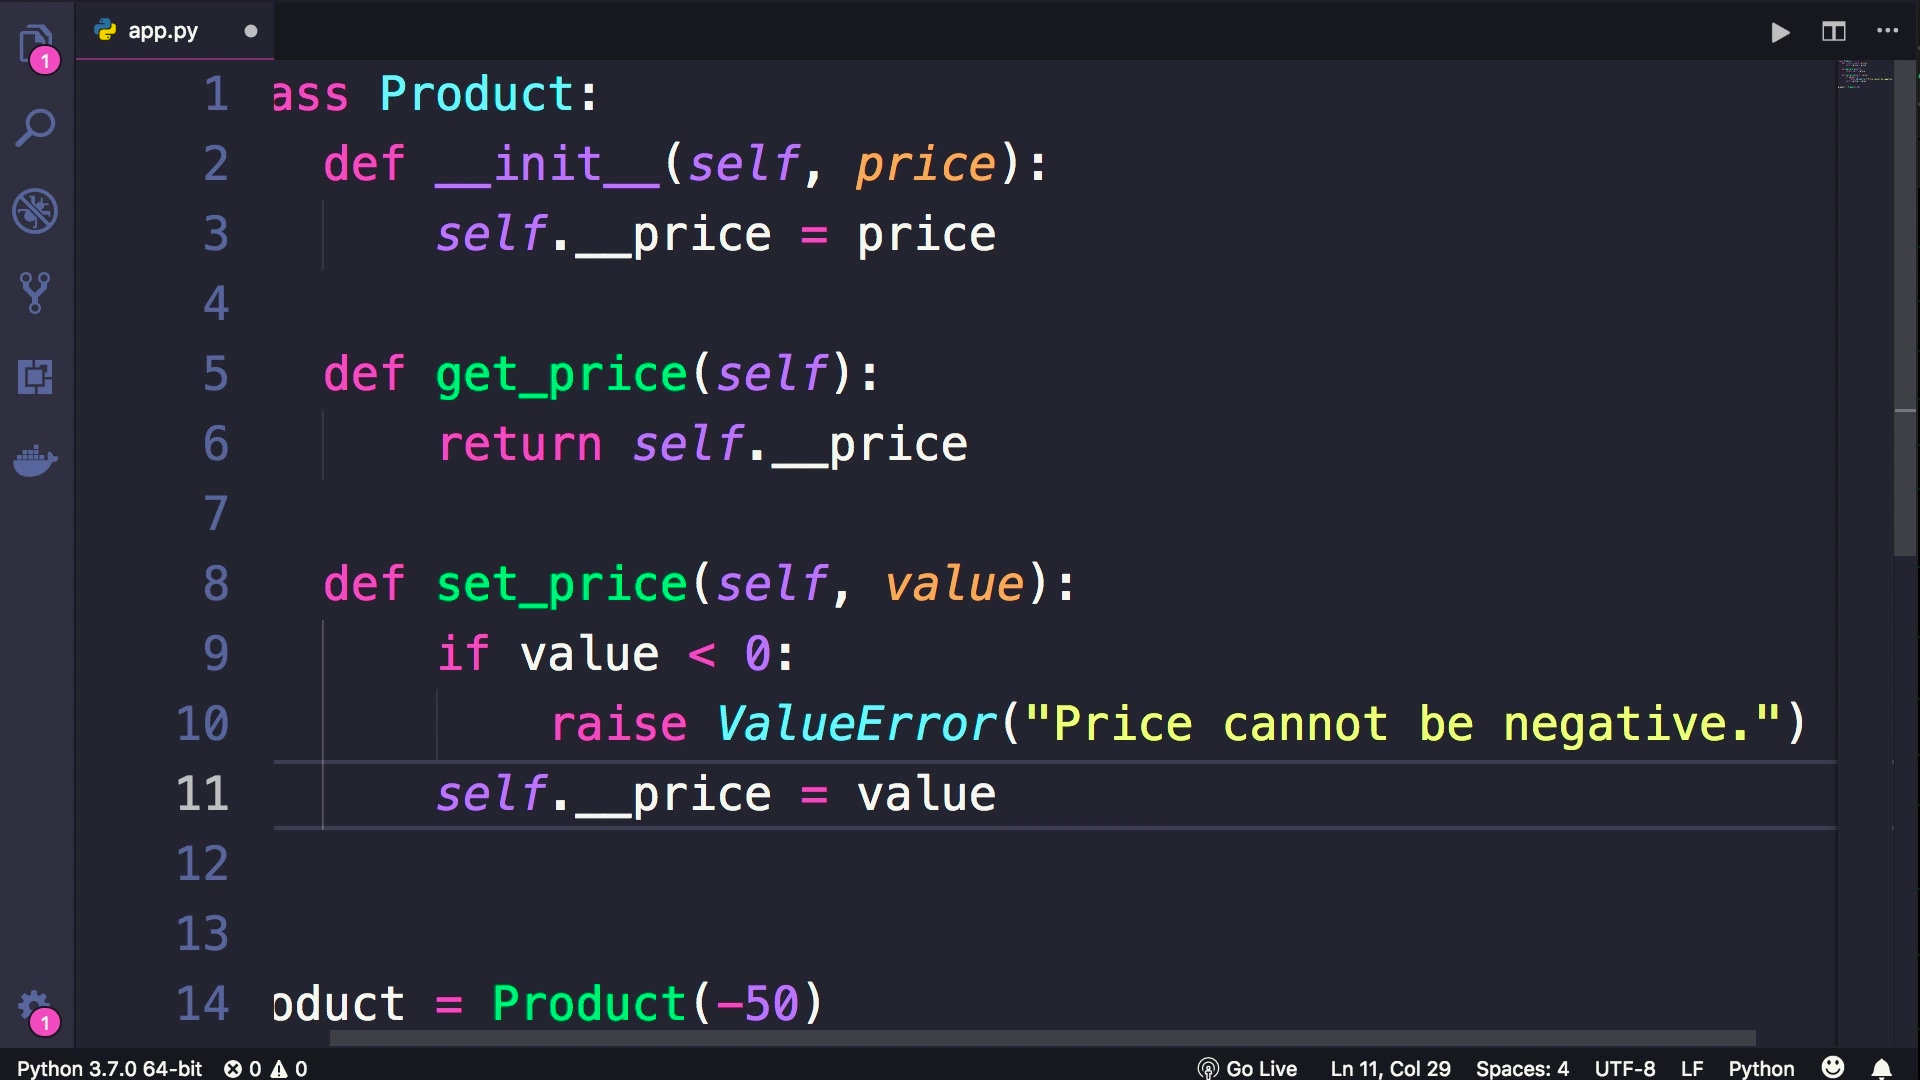 app.py
1 ass Product:
2 def __init__(self, price):
3 self.__price = price
4
5 def get_price(self):
6 return self.__price
7
8 def set_price(self, value):
9 if value < 0:
10 raise ValueError("Price cannot be negative.")
11 self.__price = value
12
13
14 oduct = Product(-50)
1
1
Python 3.7.0 64-bit 0 0 Go Live Ln 11, Col 29 Spaces: 4 UTF-8 LF Python